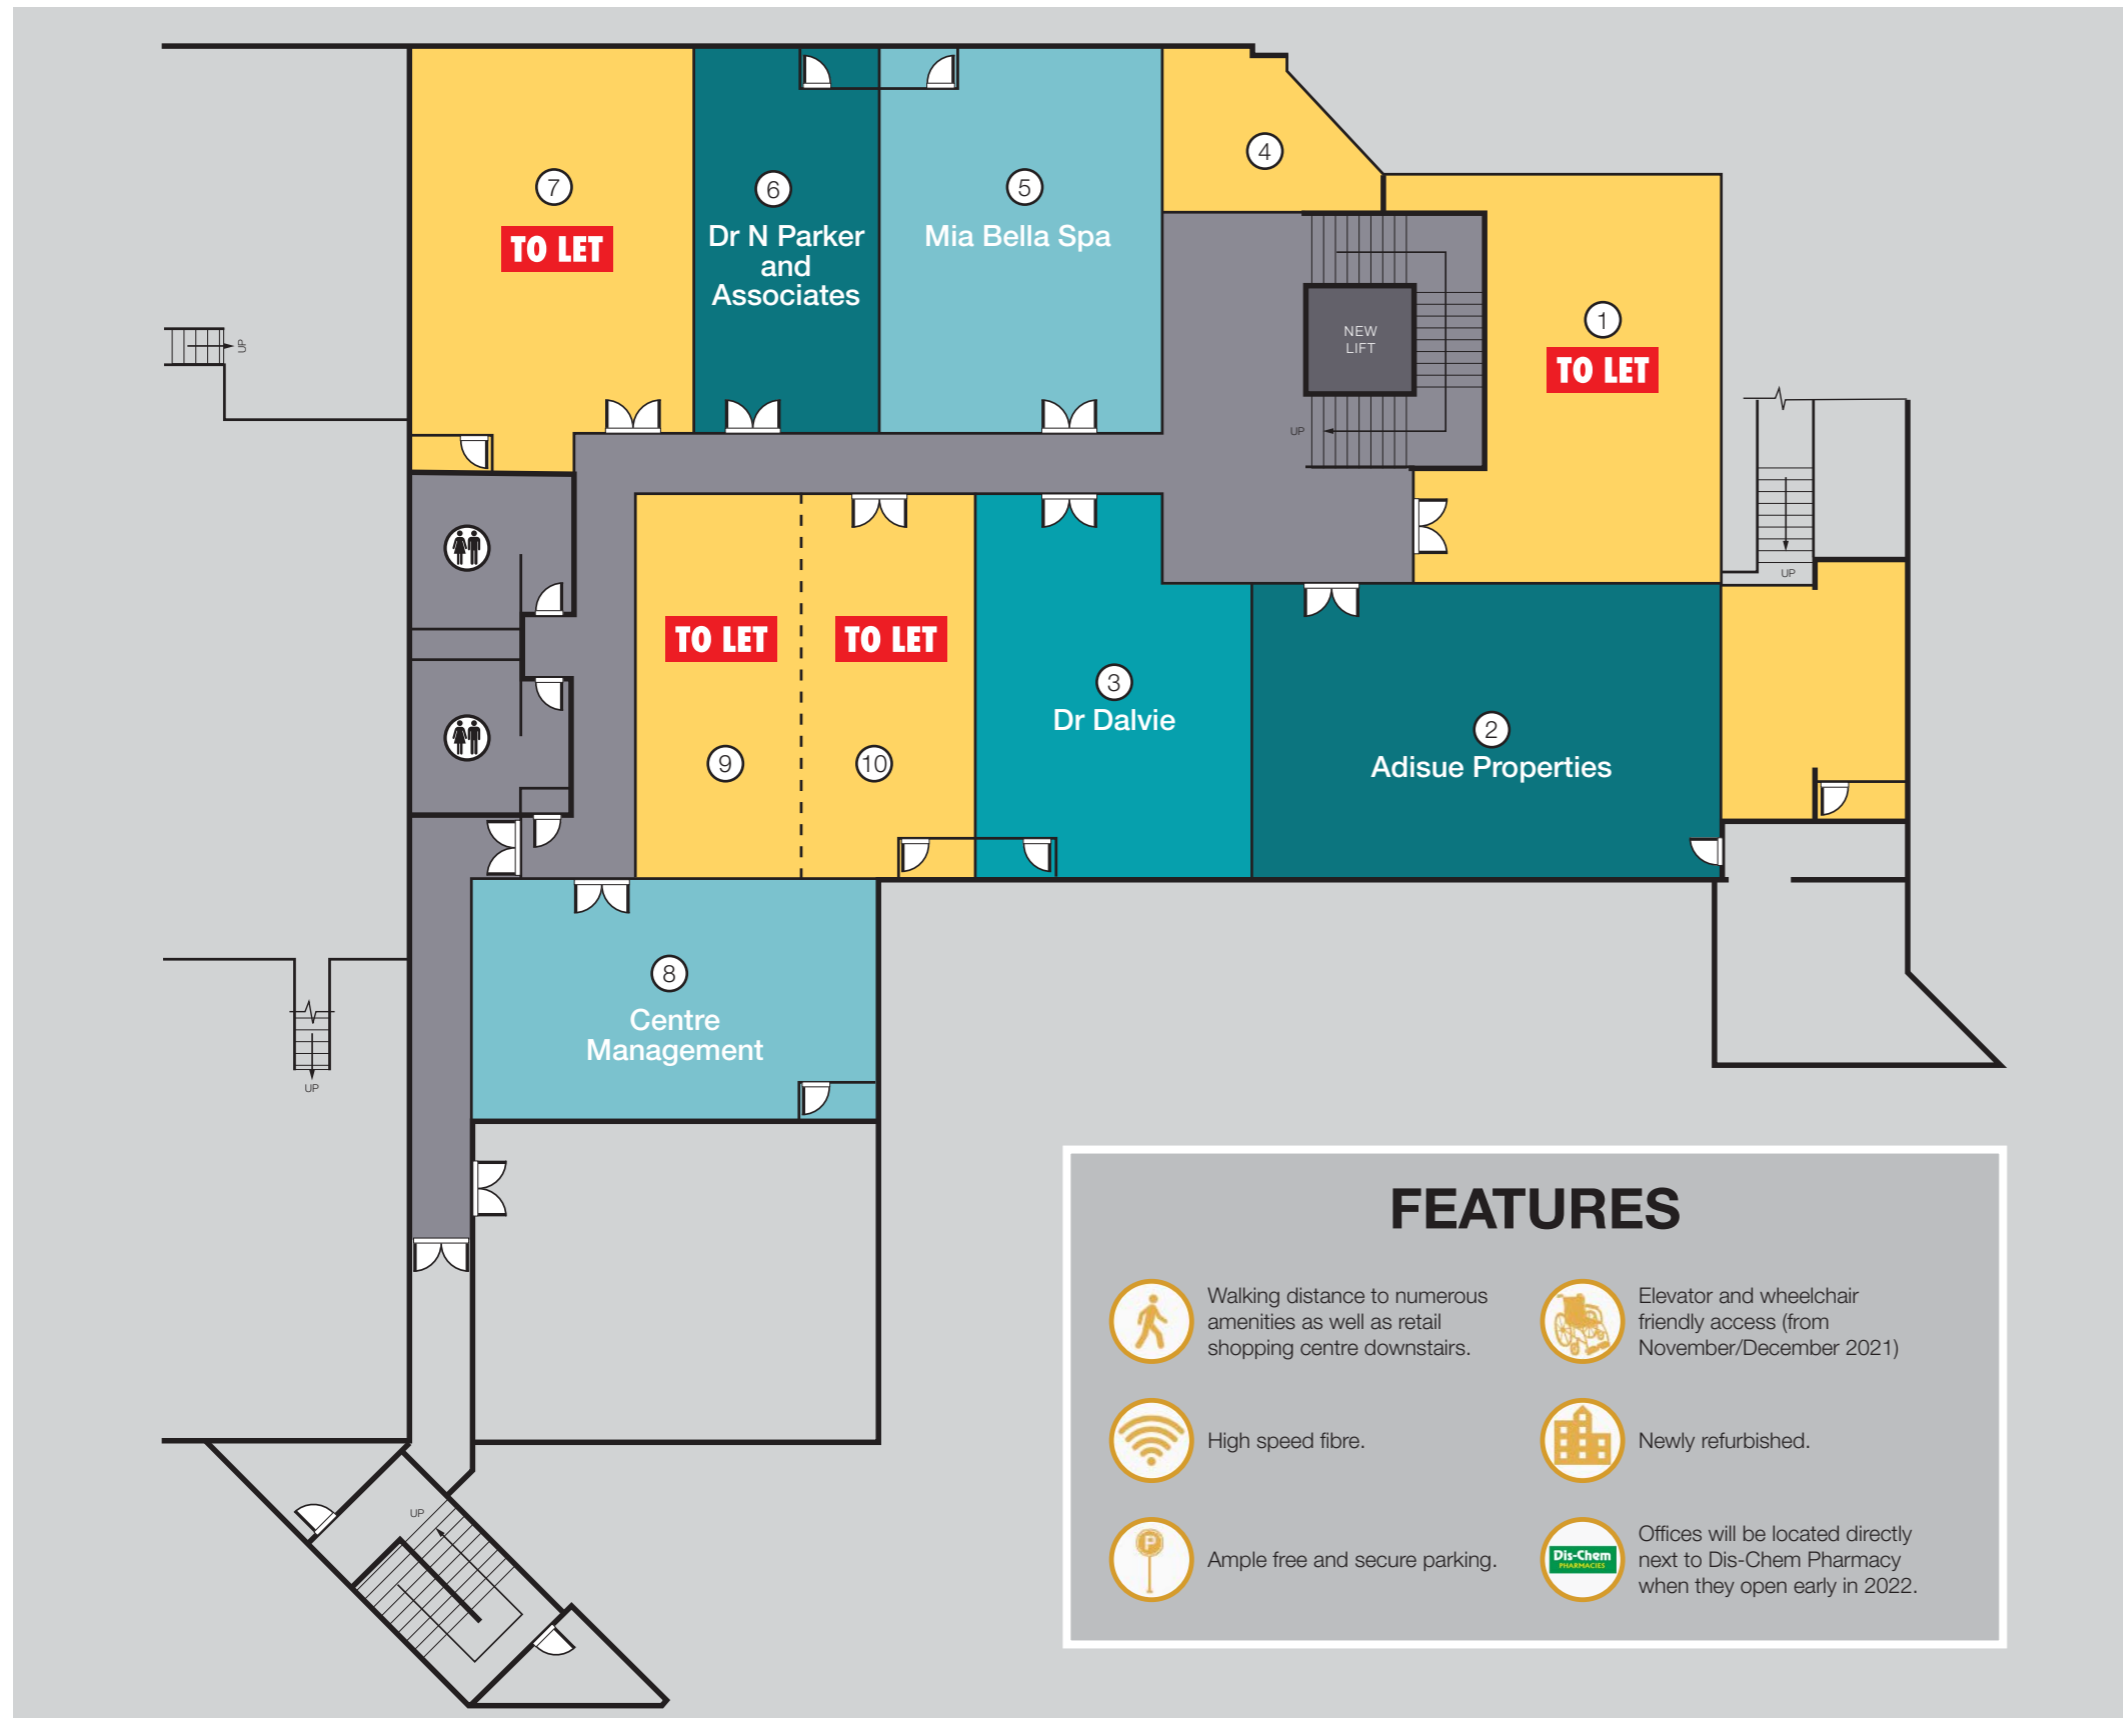 4
7
TO LET
6
Dr N Parker
and
Associates
5
Mia Bella Spa
NEW
LIFT
1
TO LET
UP
UP
UP
TO LET
TO LET
9
10
3
Dr Dalvie
2
Adisue Properties
8
Centre
Management
UP
UP
FEATURES
Walking distance to numerous
amenities as well as retail
shopping centre downstairs.
Elevator and wheelchair
friendly access (from
November/December 2021)
High speed fibre.
Newly refurbished.
P
Ample free and secure parking.
Dis-Chem
PHARMACIES
Offices will be located directly
next to Dis-Chem Pharmacy
when they open early in 2022.